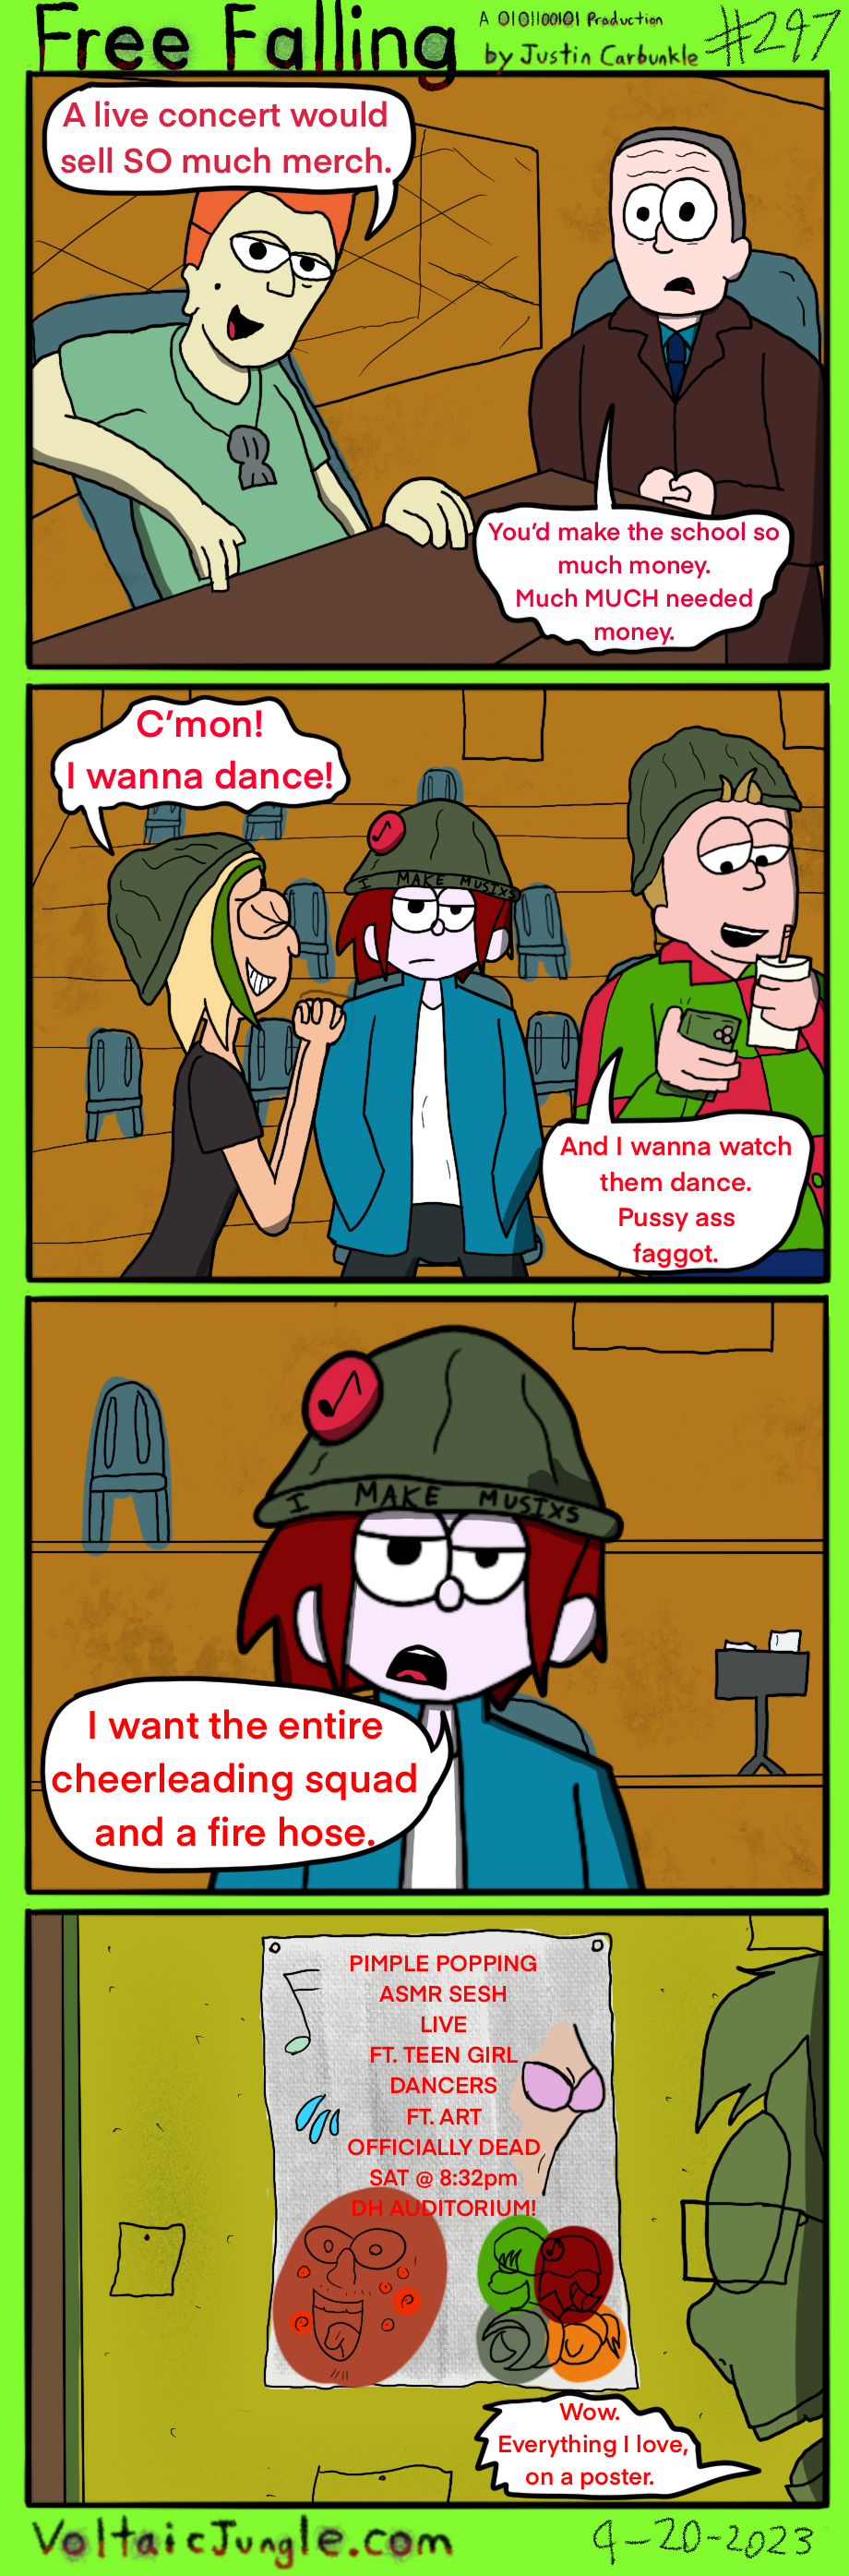 Free Falling
A 0101100101 Production
by Justin Carbunkle
#297
A live concert would
sell SO much merch.
You'd make the school so
much money.
Much MUCH needed
money.
C'mon!
I wanna dance!
I MAKE MUSIXS
And I wanna watch
them dance.
Pussy ass
faggot.
I MAKE MUSIXS
I want the entire
cheerleading squad
and a fire hose.
PIMPLE POPPING
ASMR SESH
LIVE
FT. TEEN GIRL
DANCERS
FT. ART
OFFICIALLY DEAD
SAT @ 8:32pm
DH AUDITORIUM!
Wow.
Everything I love,
on a poster.
VoltaicJungle.com
9-20-2023